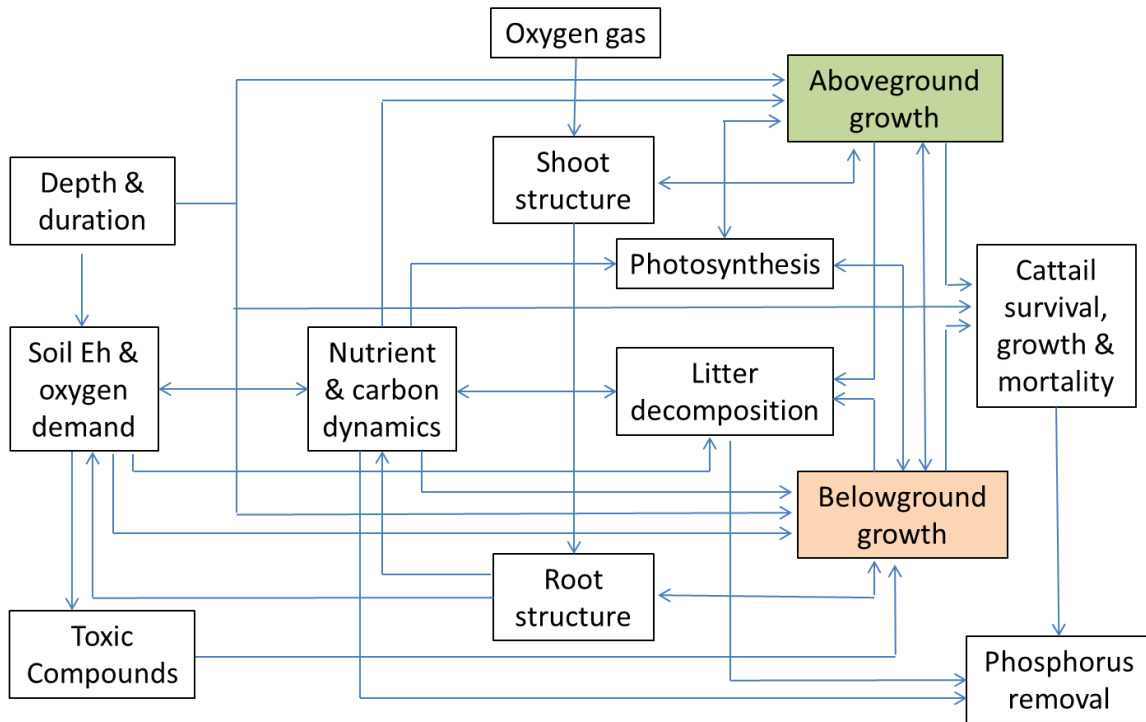 Oxygen gas
Aboveground
growth
Shoot
structure
Depth &
duration
Photosynthesis
Cattail
survival,
growth &
mortality
Soil Eh &
oxygen
demand
Nutrient
& carbon
dynamics
Litter
decomposition
Belowground
growth
Root
structure
Toxic
Compounds
Phosphorus
removal